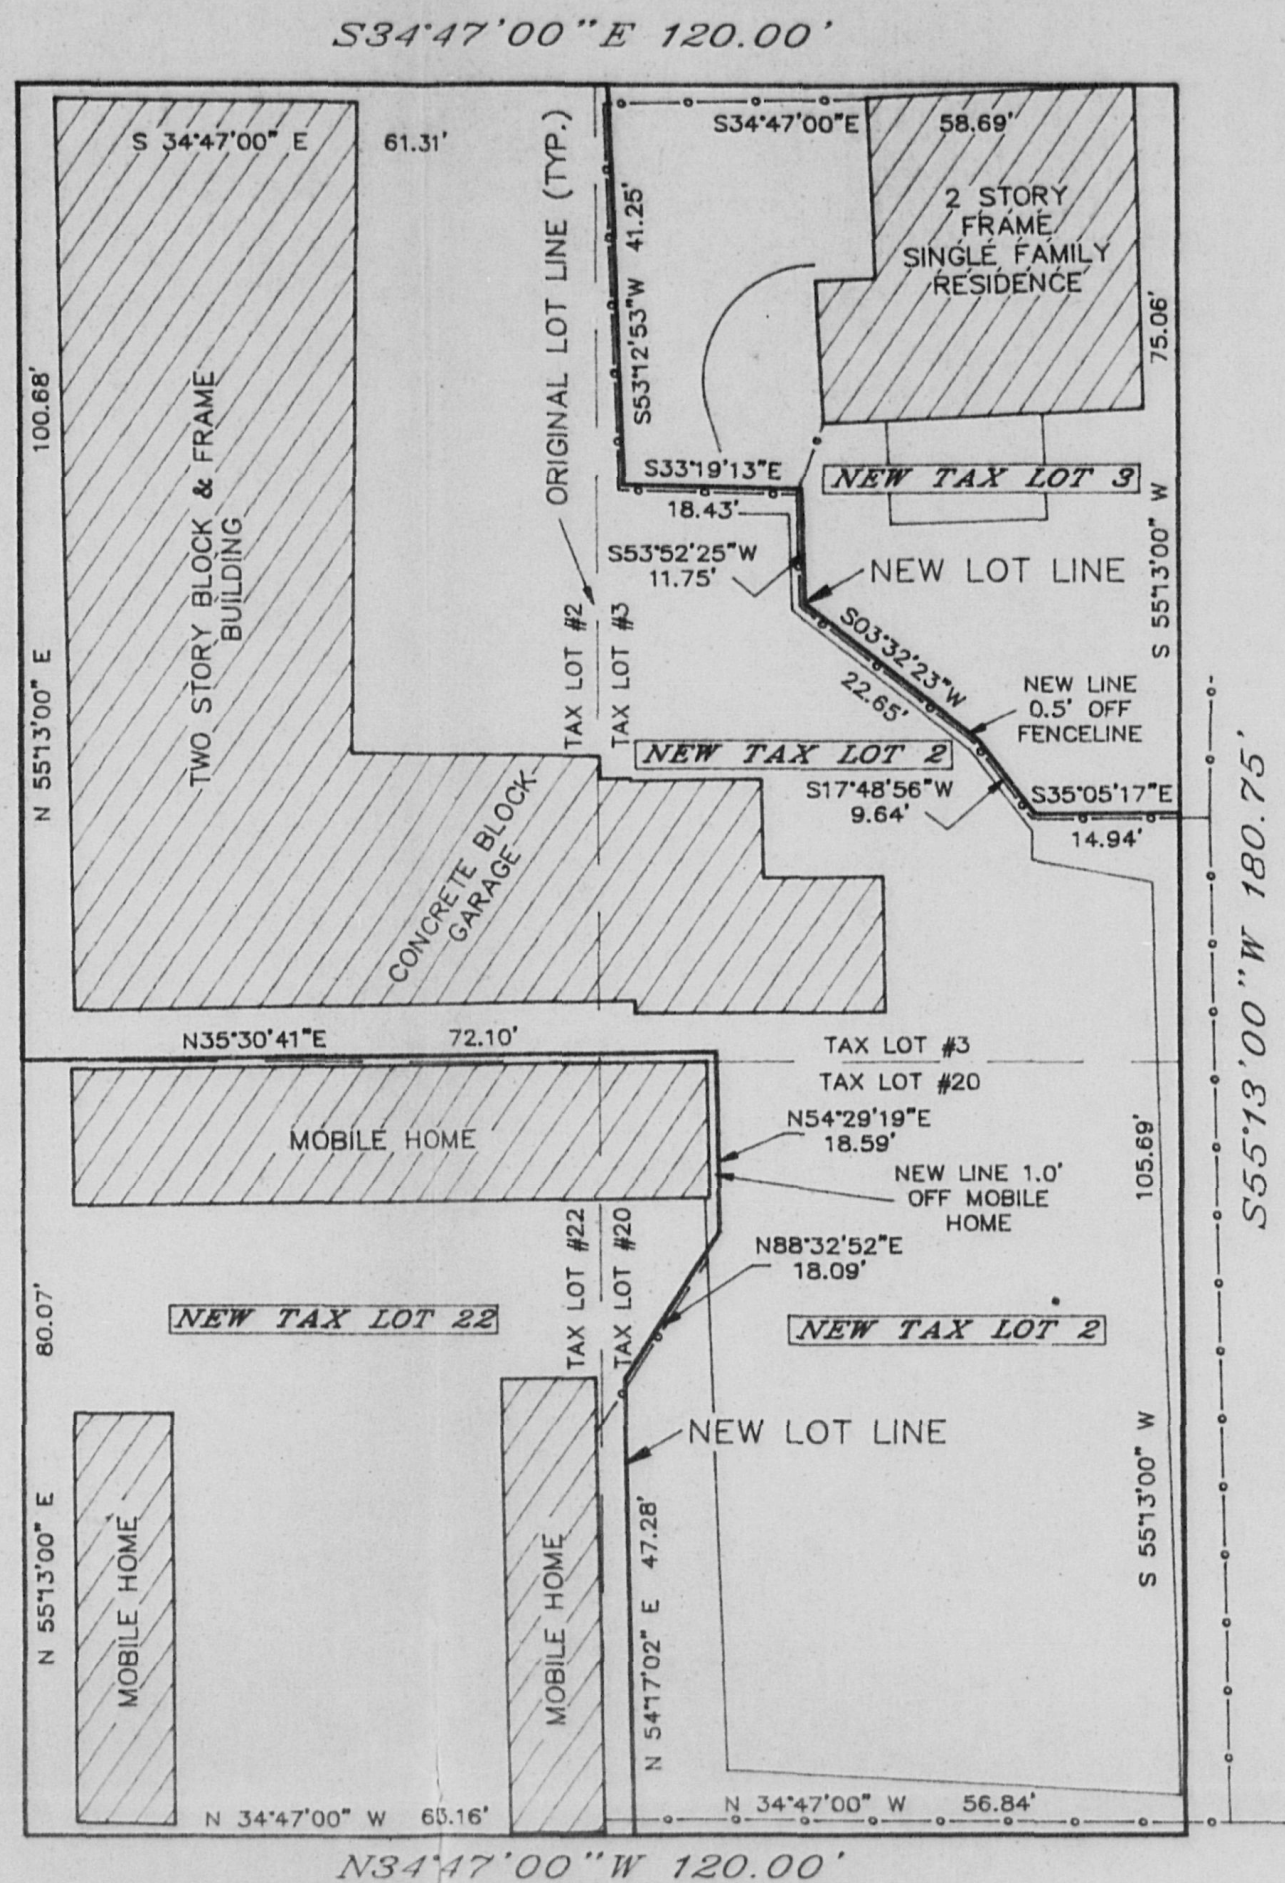 S34°47'00"E 120.00'
S 34°47'00" E 61.31'
S34°47'00"E 58.69'
2 STORY
FRAME
SINGLE FAMILY
RESIDENCE
ORIGINAL LOT LINE (TYP.)
S53°12'53"W 41.25'
75.06'
S 55°13'00" W
100.68'
N 55°13'00" E
TWO STORY BLOCK & FRAME
BUILDING
S33°19'13"E
18.43'
NEW TAX LOT 3
S53°52'25"W
11.75'
NEW LOT LINE
TAX LOT #2
TAX LOT #3
S03°32'23"W
22.65'
NEW LINE
0.5' OFF
FENCELINE
NEW TAX LOT 2
S17°48'56"W
9.64'
S35°05'17"E
14.94'
CONCRETE BLOCK
GARAGE
S55°13'00"W 180.75'
N35°30'41"E 72.10'
TAX LOT #3
TAX LOT #20
MOBILE HOME
N54°29'19"E
18.59'
NEW LINE 1.0'
OFF MOBILE
HOME
105.69'
S 55°13'00" W
TAX LOT #22
TAX LOT #20
N88°32'52"E
18.09'
80.07'
N 55°13'00" E
NEW TAX LOT 22
NEW TAX LOT 2
NEW LOT LINE
MOBILE HOME
MOBILE HOME
N 54°17'02" E 47.28'
N 34°47'00" W 63.16'
N 34°47'00" W 56.84'
N34°47'00"W 120.00'